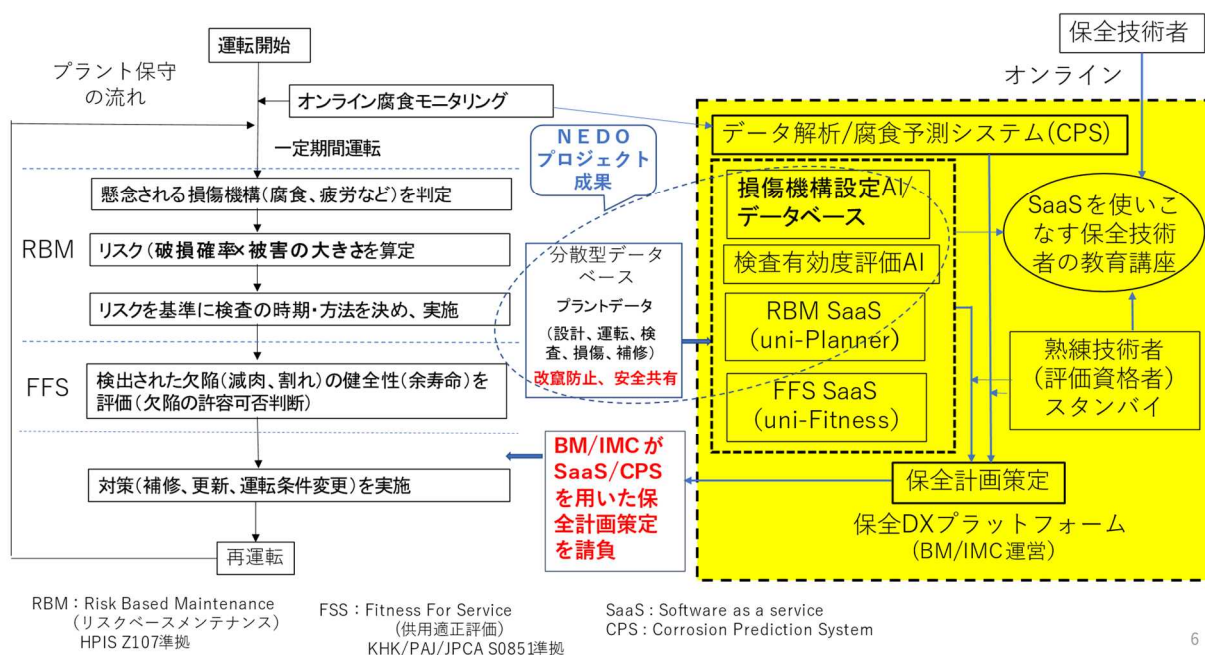 運転開始
プラント保守
の流れ
オンライン腐食モニタリング
一定期間運転
懸念される損傷機構(腐食、疲労など)を判定
RBM
リスク(破損確率×被害の大きさを算定
リスクを基準に検査の時期・方法を決め、実施
FFS
検出された欠陥(減肉、割れ)の健全性(余寿命)を
評価(欠陥の許容可否判断)
対策(補修、更新、運転条件変更)を実施
再運転
NEDO
プロジェクト
成果
分散型データ
ベース
プラントデータ
(設計、運転、検
査、損傷、補修)
改竄防止、安全共有
BM/IMCが
SaaS/CPS
を用いた保
全計画策定
を請負
保全技術者
オンライン
データ解析/腐食予測システム(CPS)
損傷機構設定AI/
データベース
検査有効度評価AI
RBM SaaS
(uni-Planner)
FFS SaaS
(uni-Fitness)
SaaSを使いこ
なす保全技術
者の教育講座
熟練技術者
(評価資格者)
スタンバイ
保全計画策定
保全DXプラットフォーム
(BM/IMC運営)
RBM：Risk Based Maintenance
(リスクベースメンテナンス)
HPIS Z107準拠
FSS：Fitness For Service
(供用適正評価)
KHK/PAJ/JPCA S0851準拠
SaaS : Software as a service
CPS : Corrosion Prediction System
6